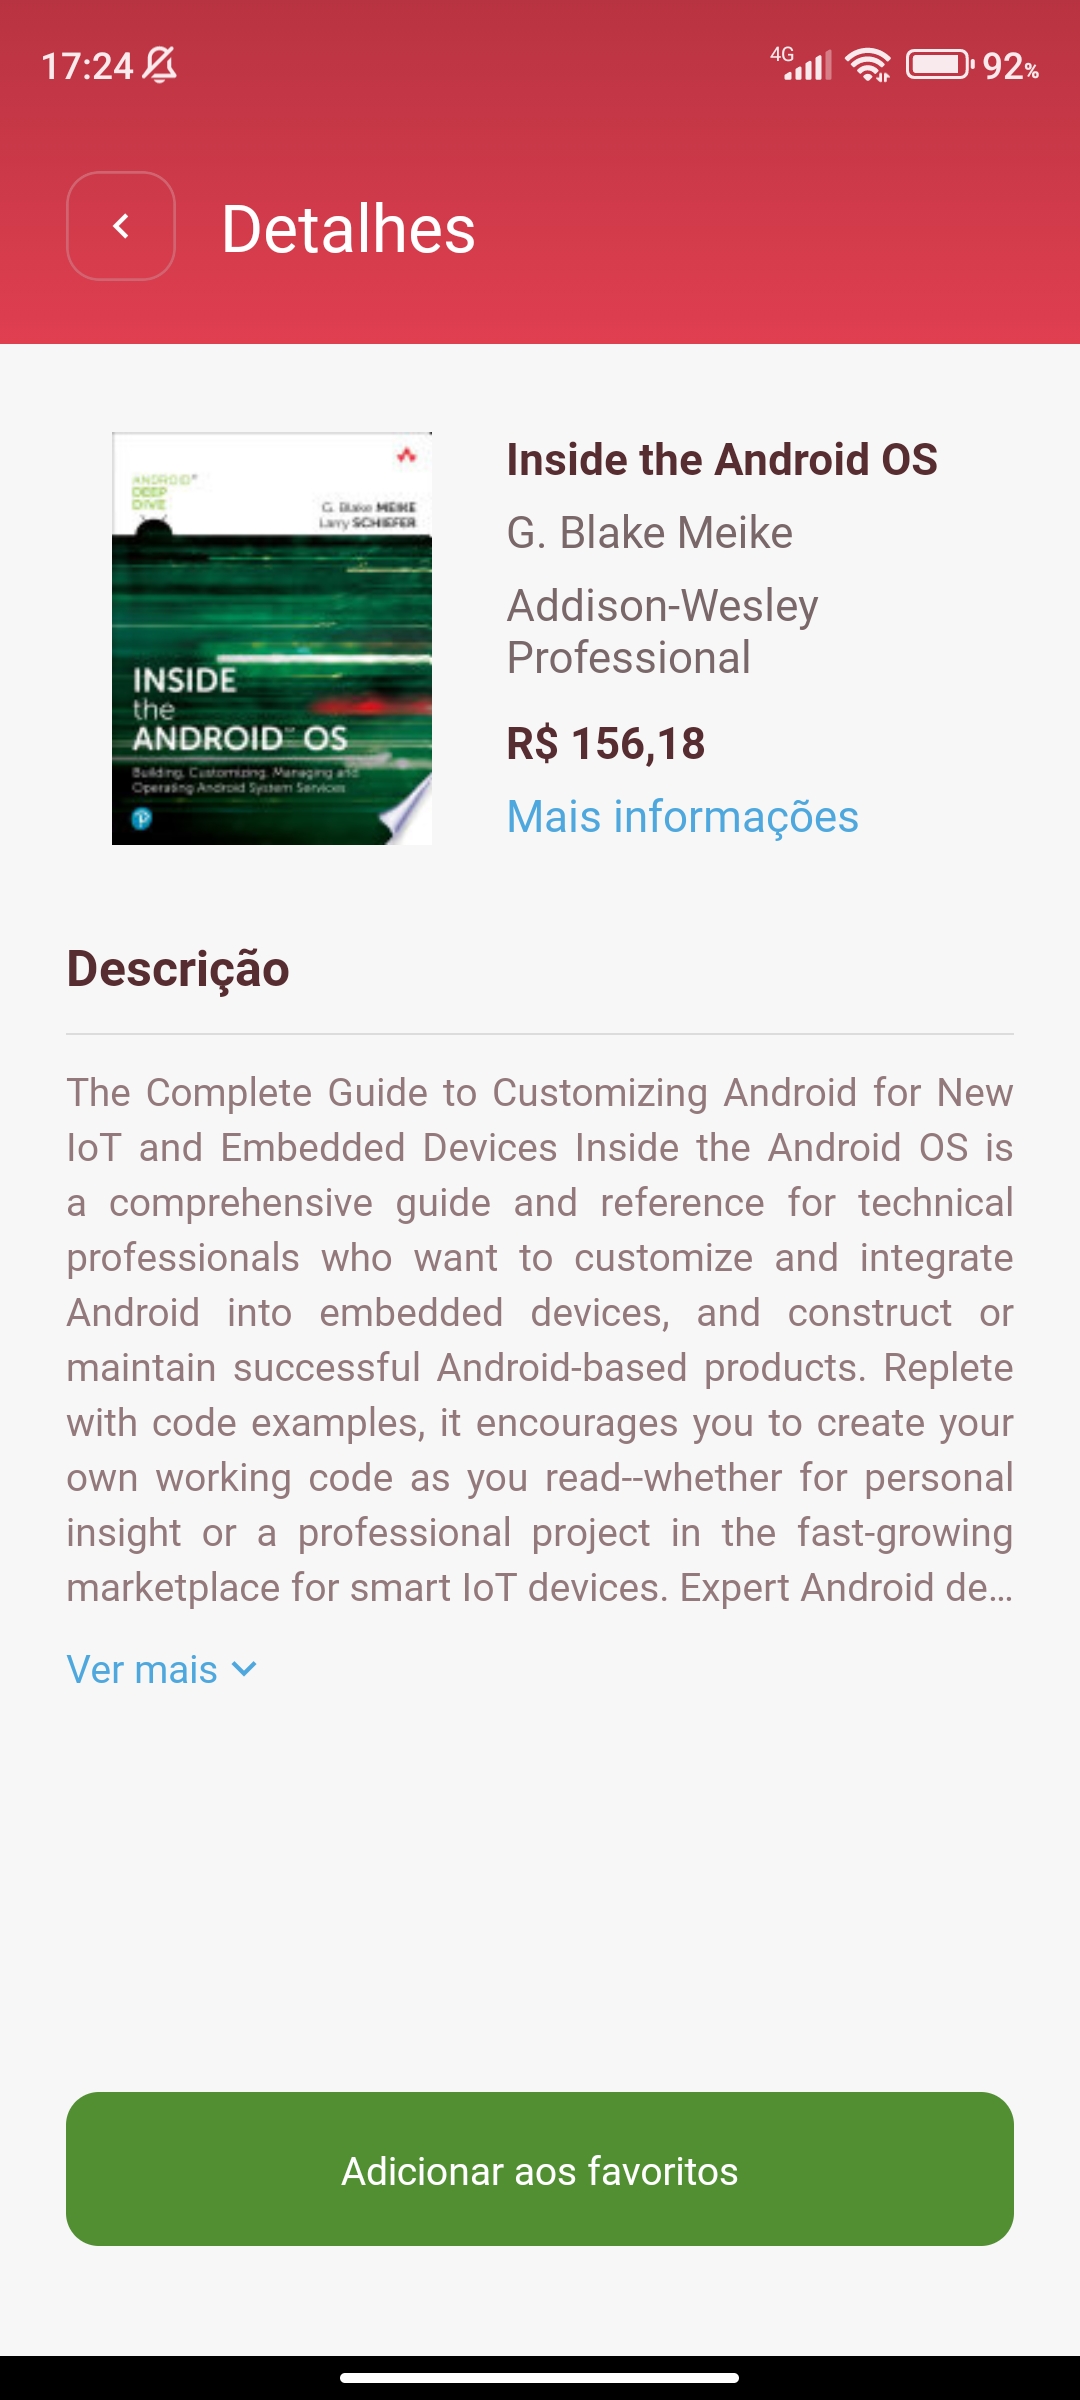 17:24
4G
92%
Detalhes
ANDROID
DEEP
DIVE
G. Blake MEIKE
Larry SCHIEFER
INSIDE
the
ANDROID™ OS
Building, Customizing, Managing and
Operating Android System Services
Inside the Android OS
G. Blake Meike
Addison-Wesley
Professional
R$ 156,18
Mais informações
Descrição
The Complete Guide to Customizing Android for New
IoT and Embedded Devices Inside the Android OS is
a comprehensive guide and reference for technical
professionals who want to customize and integrate
Android into embedded devices, and construct or
maintain successful Android-based products. Replete
with code examples, it encourages you to create your
own working code as you read--whether for personal
insight or a professional project in the fast-growing
marketplace for smart IoT devices. Expert Android de…
Ver mais
Adicionar aos favoritos